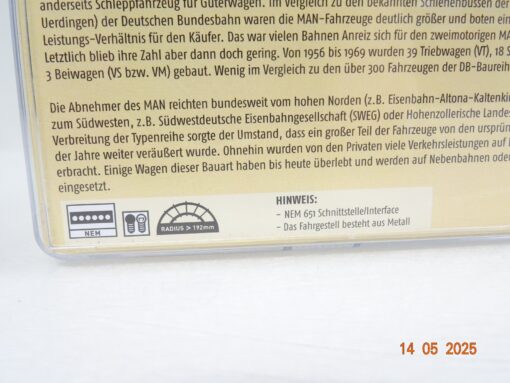 anderseits Schleppfahrzeug für Güterwagen. Im Vergleich zu den bekannten Schienenbussen der
Uerdingen) der Deutschen Bundesbahn waren die MAN-Fahrzeuge deutlich größer und boten ein
Leistungs-Verhältnis für den Käufer. Das war vielen Bahnen Anreiz sich für den zweimotorigen MA
Letztlich blieb ihre Zahl aber dann doch gering. Von 1956 bis 1969 wurden 39 Triebwagen (VT), 18 S
3 Beiwagen (VS bzw. VM) gebaut. Wenig im Vergleich zu den über 300 Fahrzeugen der DB-Baureih
Die Abnehmer des MAN reichten bundesweit vom hohen Norden (z.B. Eisenbahn-Altona-Kaltenki
zum Südwesten, z.B. Südwestdeutsche Eisenbahngesellschaft (SWEG) oder Hohenzollerische Landes
Verbreitung der Typenreihe sorgte der Umstand, dass ein großer Teil der Fahrzeuge von den ursprün
der Jahre weiter veräußert wurde. Ohnehin wurden von den Privaten viele Verkehrsleistungen auf
erbracht. Einige Wagen dieser Bauart haben bis heute überlebt und werden auf Nebenbahnen oder
eingesetzt.
NEM
RADIUS > 192mm
HINWEIS:
- NEM 651 Schnittstelle/Interface
- Das Fahrgestell besteht aus Metall
14 05 2025